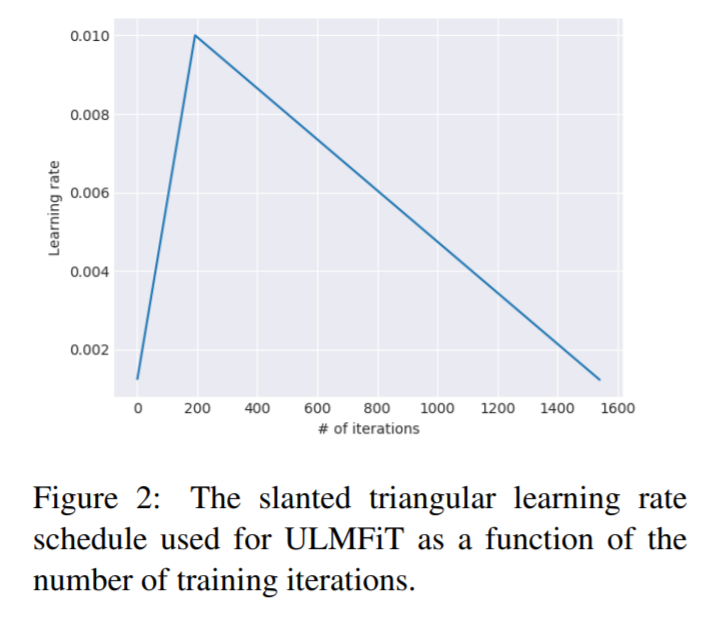 0.010
0.008
0.006
0.004
0.002
Learning rate
0 200 400 600 800 1000 1200 1400 1600
# of iterations
Figure 2: The slanted triangular learning rate
schedule used for ULMFiT as a function of the
number of training iterations.